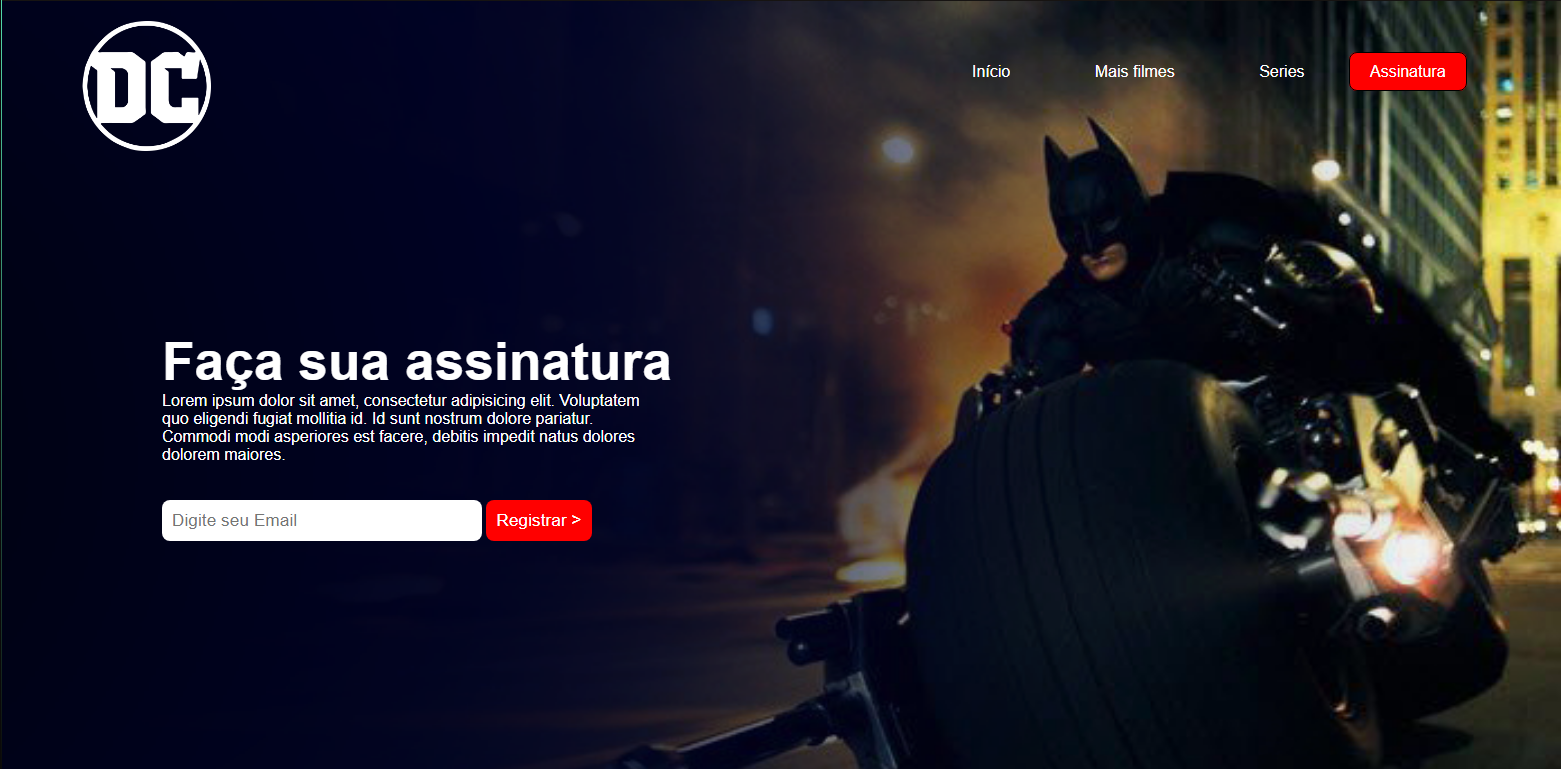 DC
Início
Mais filmes
Series
Assinatura
Faça sua assinatura
Lorem ipsum dolor sit amet, consectetur adipisicing elit. Voluptatem
quo eligendi fugiat mollitia id. Id sunt nostrum dolore pariatur.
Commodi modi asperiores est facere, debitis impedit natus dolores
dolorem maiores.
Digite seu Email
Registrar >